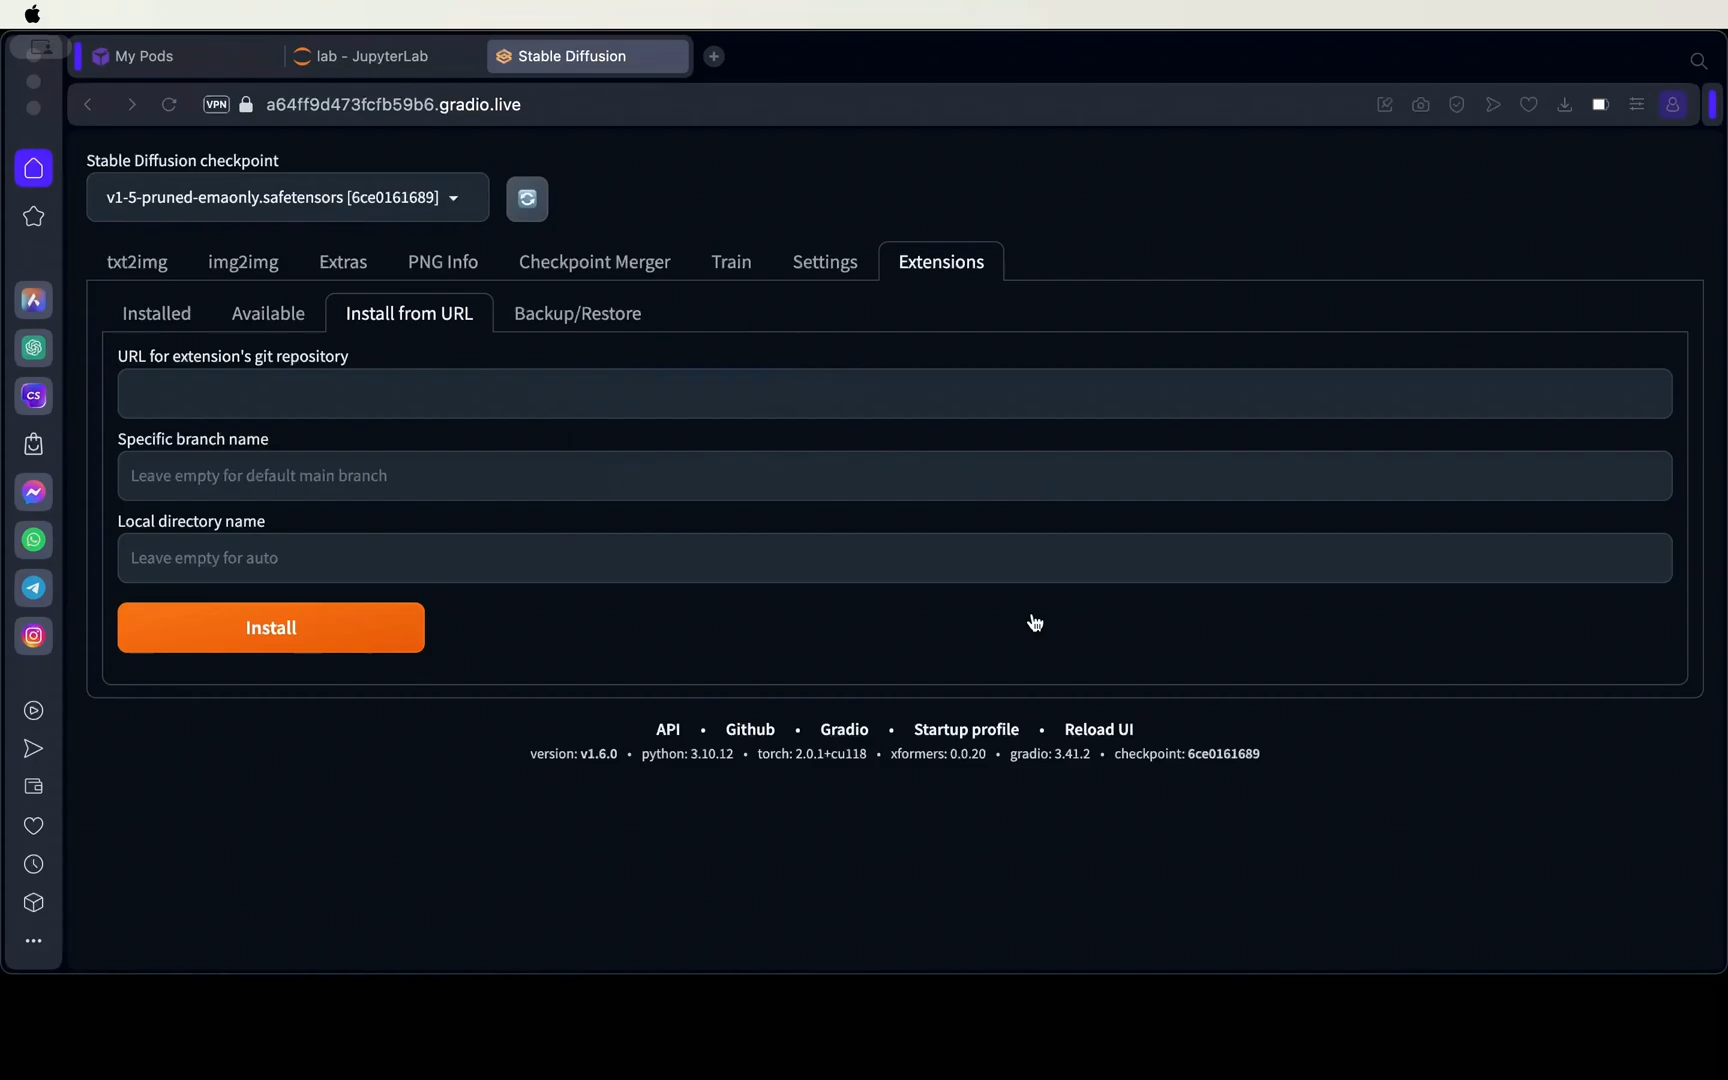 My Pods
lab - JupyterLab
Stable Diffusion
VPN
a64ff9d473fcfb59b6.gradio.live
Stable Diffusion checkpoint
v1-5-pruned-emaonly.safetensors [6ce0161689]
txt2img img2img Extras PNG Info Checkpoint Merger Train Settings Extensions
Installed Available Install from URL Backup/Restore
URL for extension's git repository
Specific branch name
Leave empty for default main branch
Local directory name
Leave empty for auto
Install
CS
API • Github • Gradio • Startup profile • Reload UI
version: v1.6.0 • python: 3.10.12 • torch: 2.0.1+cu118 • xformers: 0.0.20 • gradio: 3.41.2 • checkpoint: 6ce0161689